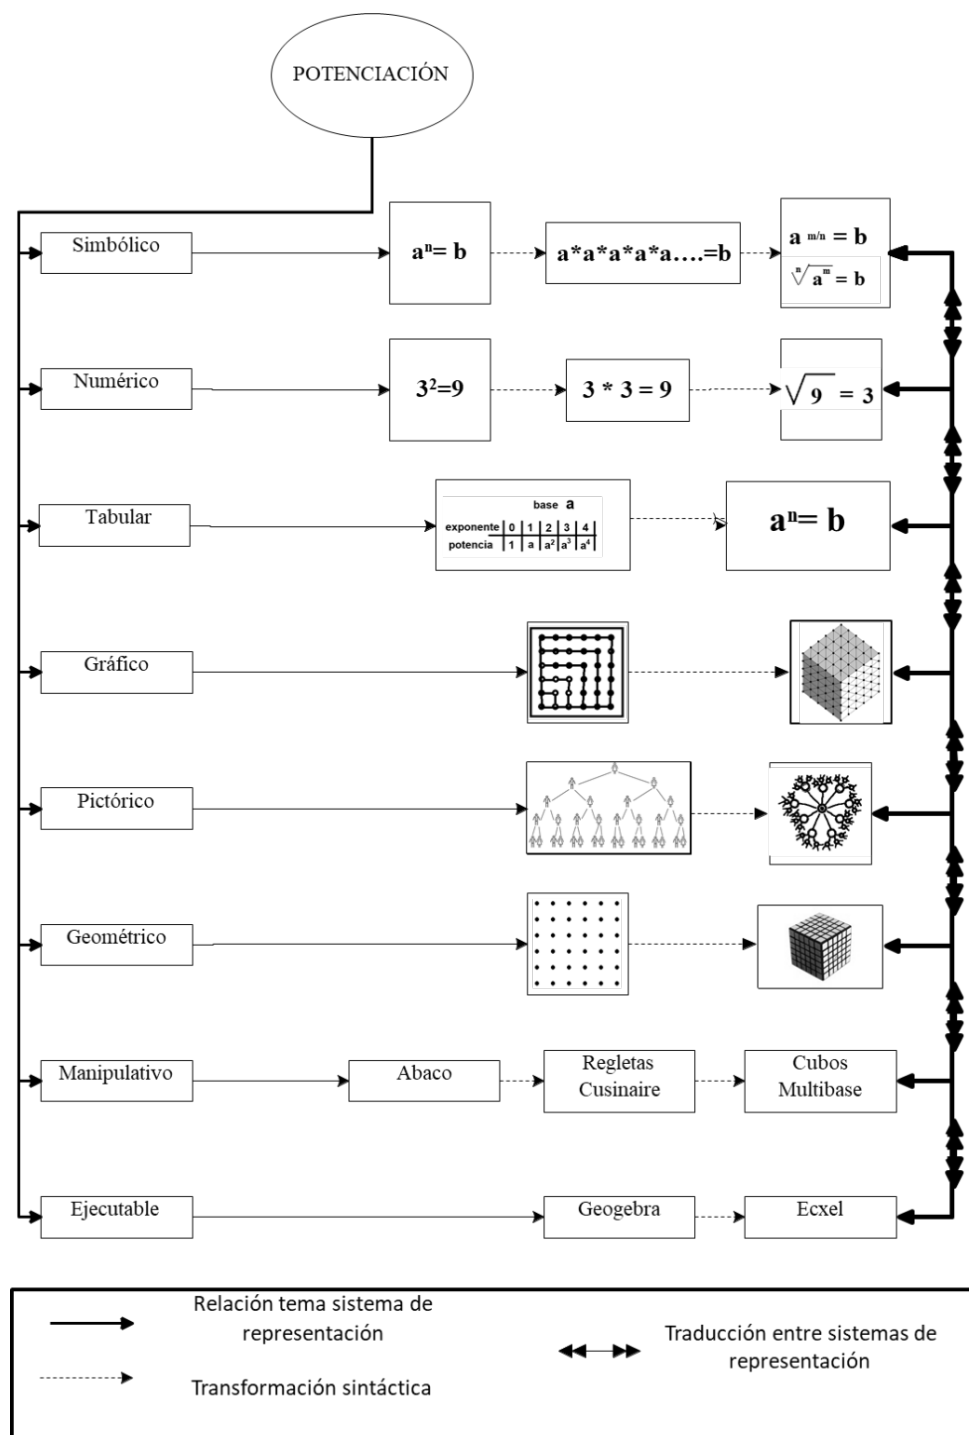 POTENCIACIÓN
Simbólico
aⁿ= b
a*a*a*a*a….=b
a ᵐ/ⁿ = b
ⁿ√aᵐ = b
Numérico
3²=9
3 * 3 = 9
√9 = 3
Tabular
base a
exponente 0 1 2 3 4
potencia 1 a a² a³ a⁴
aⁿ= b
Gráfico
Pictórico
Geométrico
Manipulativo
Abaco
Regletas
Cusinaire
Cubos
Multibase
Ejecutable
Geogebra
Ecxel
Relación tema sistema de
representación
Transformación sintáctica
Traducción entre sistemas de
representación